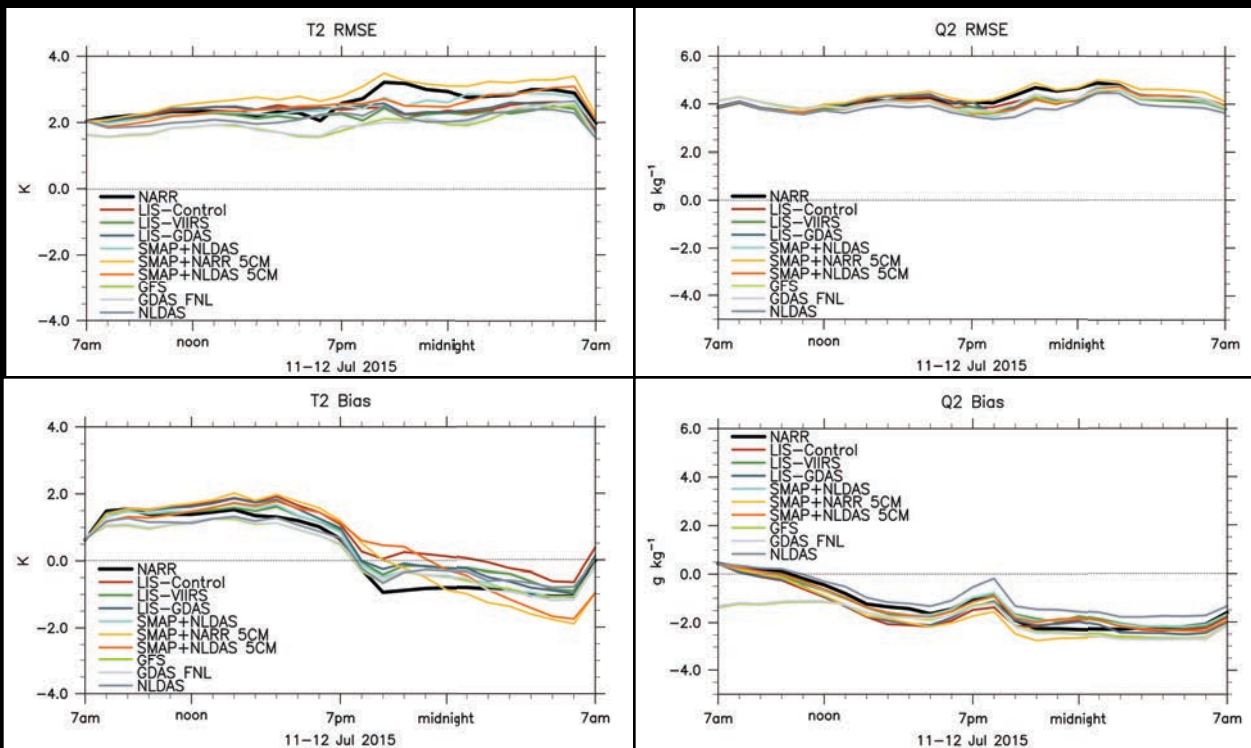 T2 RMSE
4.0
2.0
0.0
−2.0
−4.0
K
NARR
LIS−Control
LIS−VIIRS
LIS−GDAS
SMAP+NLDAS
SMAP+NARR 5CM
SMAP+NLDAS 5CM
GFS
GDAS FNL
NLDAS
7am noon 7pm midnight 7am
11−12 Jul 2015
Q2 RMSE
6.0
4.0
2.0
0.0
−2.0
−4.0
g kg⁻¹
NARR
LIS−Control
LIS−VIIRS
LIS−GDAS
SMAP+NLDAS
SMAP+NARR 5CM
SMAP+NLDAS 5CM
GFS
GDAS FNL
NLDAS
7am noon 7pm midnight 7am
11−12 Jul 2015
T2 Bias
4.0
2.0
0.0
−2.0
−4.0
K
NARR
LIS−Control
LIS−VIIRS
LIS−GDAS
SMAP+NLDAS
SMAP+NARR 5CM
SMAP+NLDAS 5CM
GFS
GDAS FNL
NLDAS
7am noon 7pm midnight 7am
11−12 Jul 2015
Q2 Bias
6.0
4.0
2.0
0.0
−2.0
−4.0
g kg⁻¹
NARR
LIS−Control
LIS−VIIRS
LIS−GDAS
SMAP+NLDAS
SMAP+NARR 5CM
SMAP+NLDAS 5CM
GFS
GDAS FNL
NLDAS
7am noon 7pm midnight 7am
11−12 Jul 2015